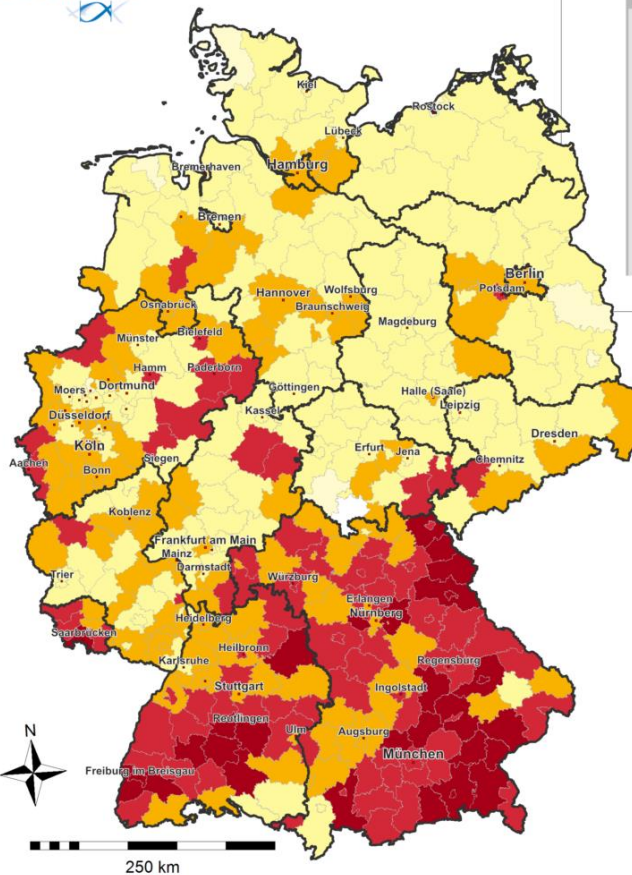 Kiel
Rostock
Lübeck
Hamburg
Bremerhaven
Bremen
Berlin
Potsdam
Hannover
Wolfsburg
Braunschweig
Osnabrück
Magdeburg
Bielefeld
Münster
Hamm
Paderborn
Moers
Dortmund
Göttingen
Halle (Saale)
Leipzig
Düsseldorf
Kassel
Dresden
Köln
Erfurt
Jena
Chemnitz
Siegen
Aachen
Bonn
Koblenz
Frankfurt am Main
Mainz
Darmstadt
Würzburg
Trier
Erlangen
Nürnberg
Heidelberg
Saarbrücken
Heilbronn
Karlsruhe
Regensburg
Stuttgart
Ingolstadt
Reutlingen
Ulm
Augsburg
München
Freiburg im Breisgau
N
250 km